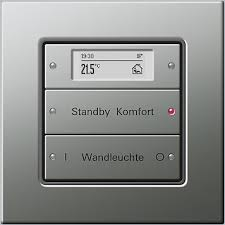 19:30
21.5°C
Standby Komfort
I Wandleuchte O